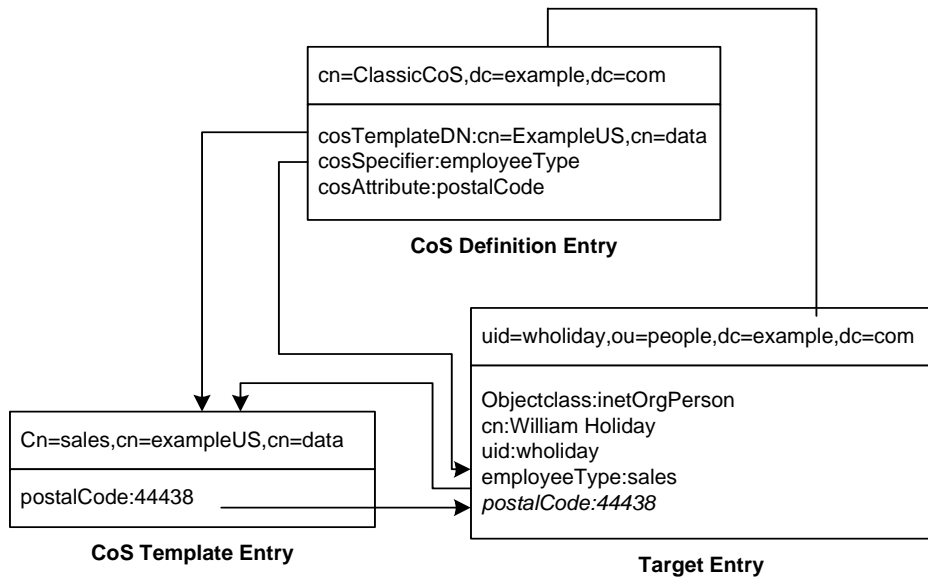 cn=ClassicCoS,dc=example,dc=com
cosTemplateDN:cn=ExampleUS,cn=data
cosSpecifier:employeeType
cosAttribute:postalCode
CoS Definition Entry
uid=wholiday,ou=people,dc=example,dc=com
Objectclass:inetOrgPerson
cn:William Holiday
uid:wholiday
employeeType:sales
postalCode:44438
Target Entry
Cn=sales,cn=exampleUS,cn=data
postalCode:44438
CoS Template Entry